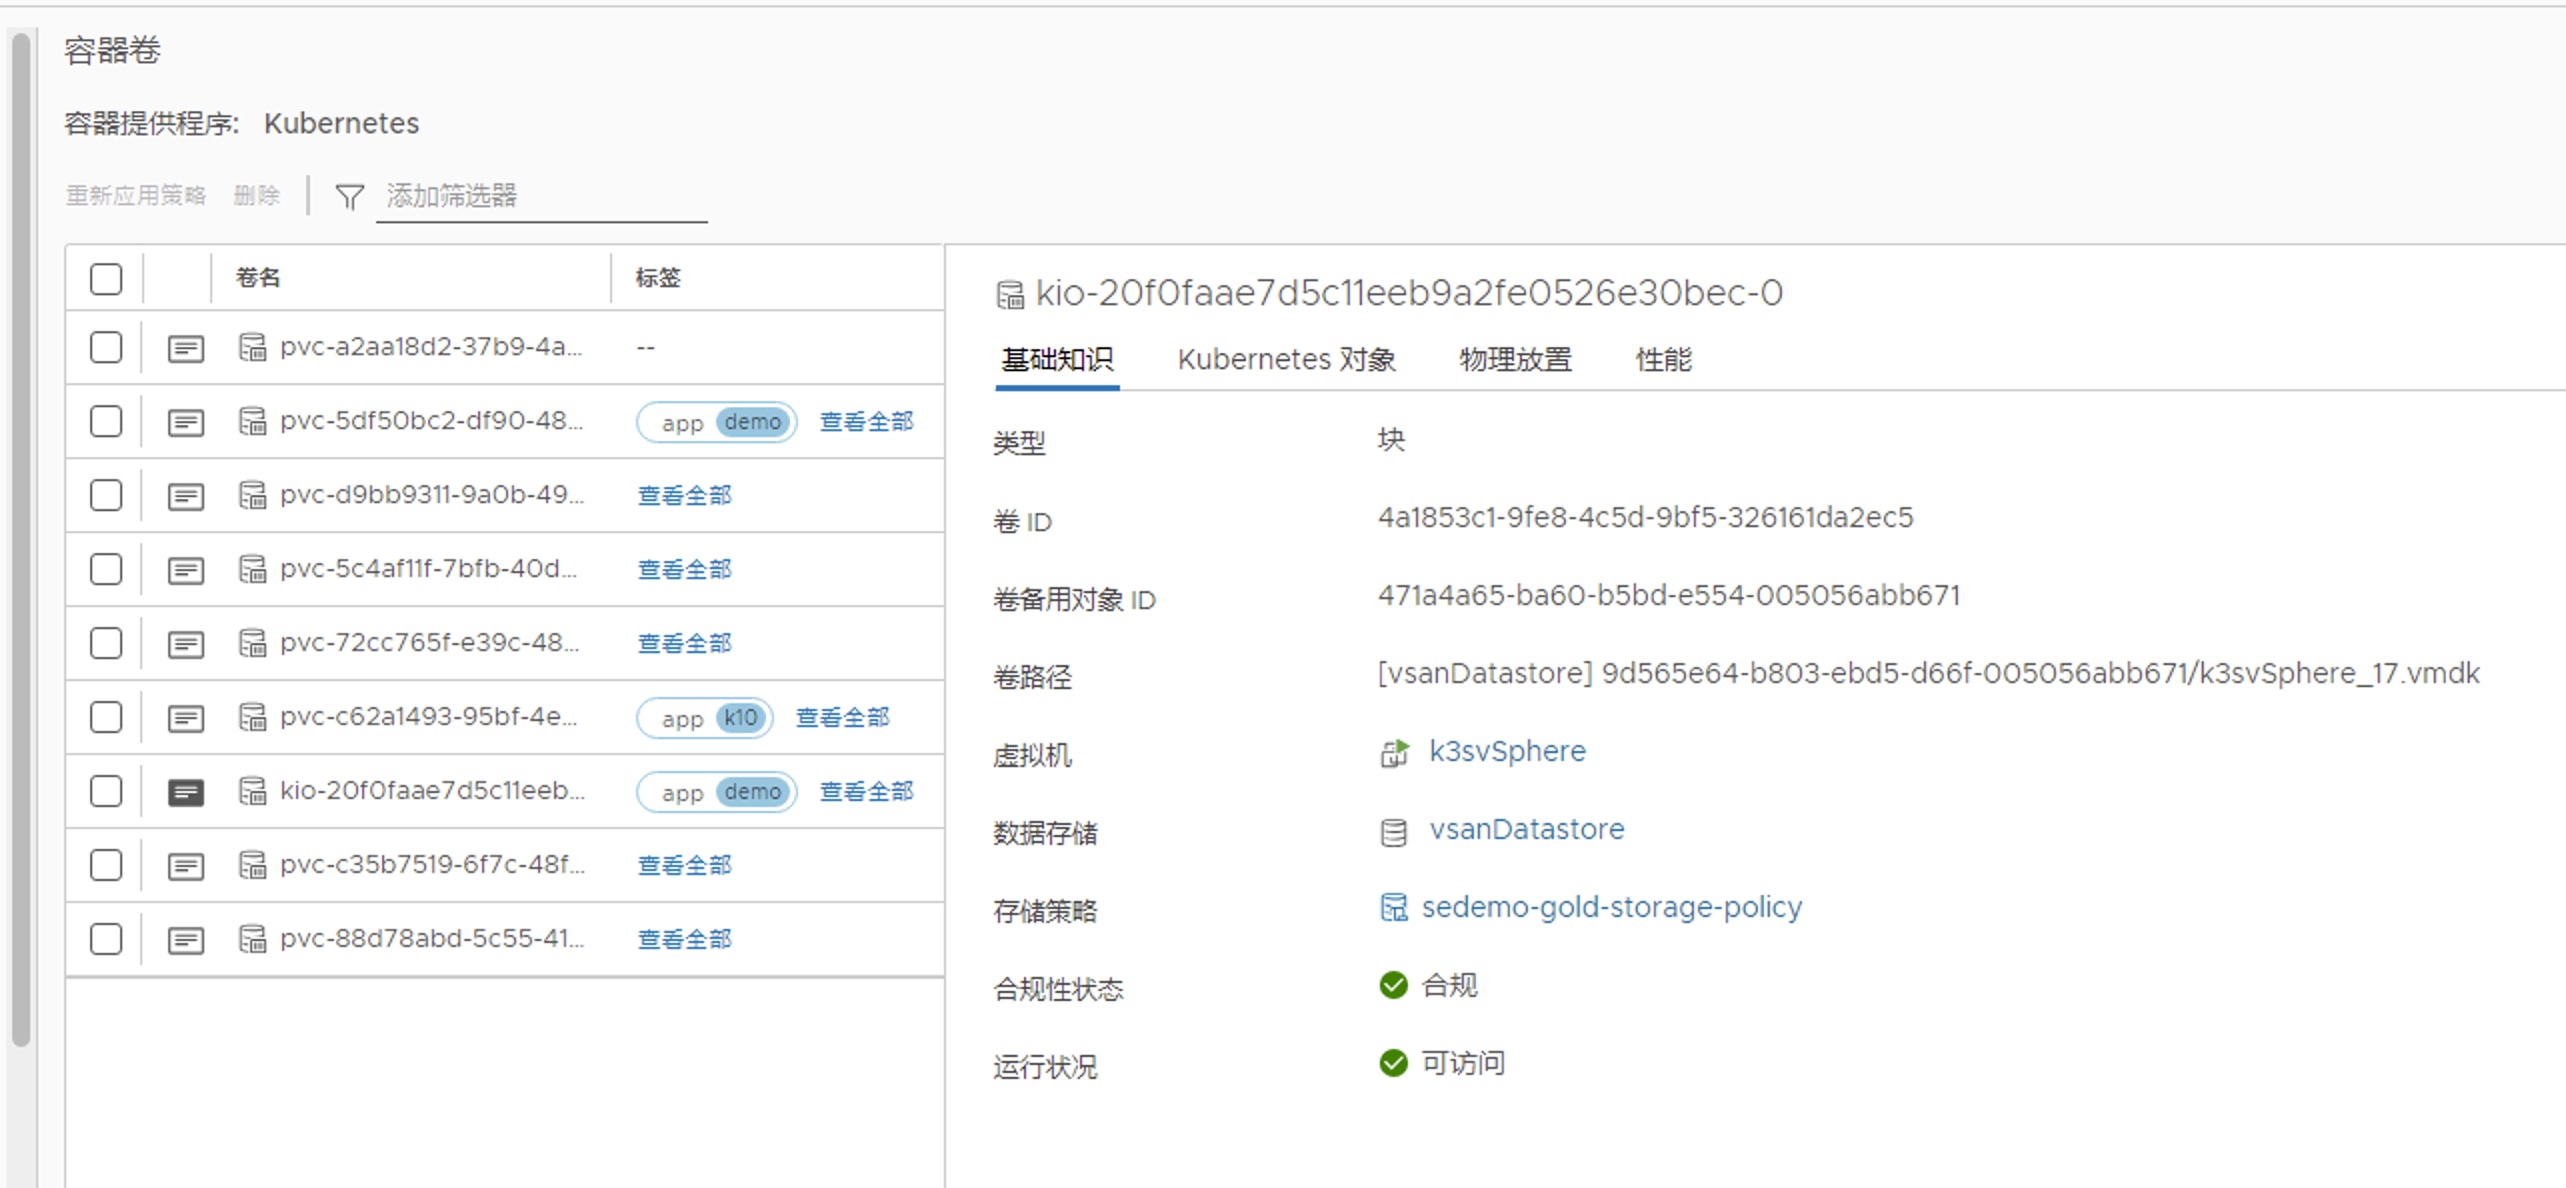 容器卷
容器提供程序: Kubernetes
重新应用策略 删除 添加筛选器
卷名 标签
pvc-a2aa18d2-37b9-4a... --
pvc-5df50bc2-df90-48... app demo 查看全部
pvc-d9bb9311-9a0b-49... 查看全部
pvc-5c4af11f-7bfb-40d... 查看全部
pvc-72cc765f-e39c-48... 查看全部
pvc-c62a1493-95bf-4e... app k10 查看全部
kio-20f0faae7d5c11eeb... app demo 查看全部
pvc-c35b7519-6f7c-48f... 查看全部
pvc-88d78abd-5c55-41... 查看全部
kio-20f0faae7d5c11eeb9a2fe0526e30bec-0
基础知识 Kubernetes 对象 物理放置 性能
类型 块
卷 ID 4a1853c1-9fe8-4c5d-9bf5-326161da2ec5
卷备用对象 ID 471a4a65-ba60-b5bd-e554-005056abb671
卷路径 [vsanDatastore] 9d565e64-b803-ebd5-d66f-005056abb671/k3svSphere_17.vmdk
虚拟机 k3svSphere
数据存储 vsanDatastore
存储策略 sedemo-gold-storage-policy
合规性状态 合规
运行状况 可访问